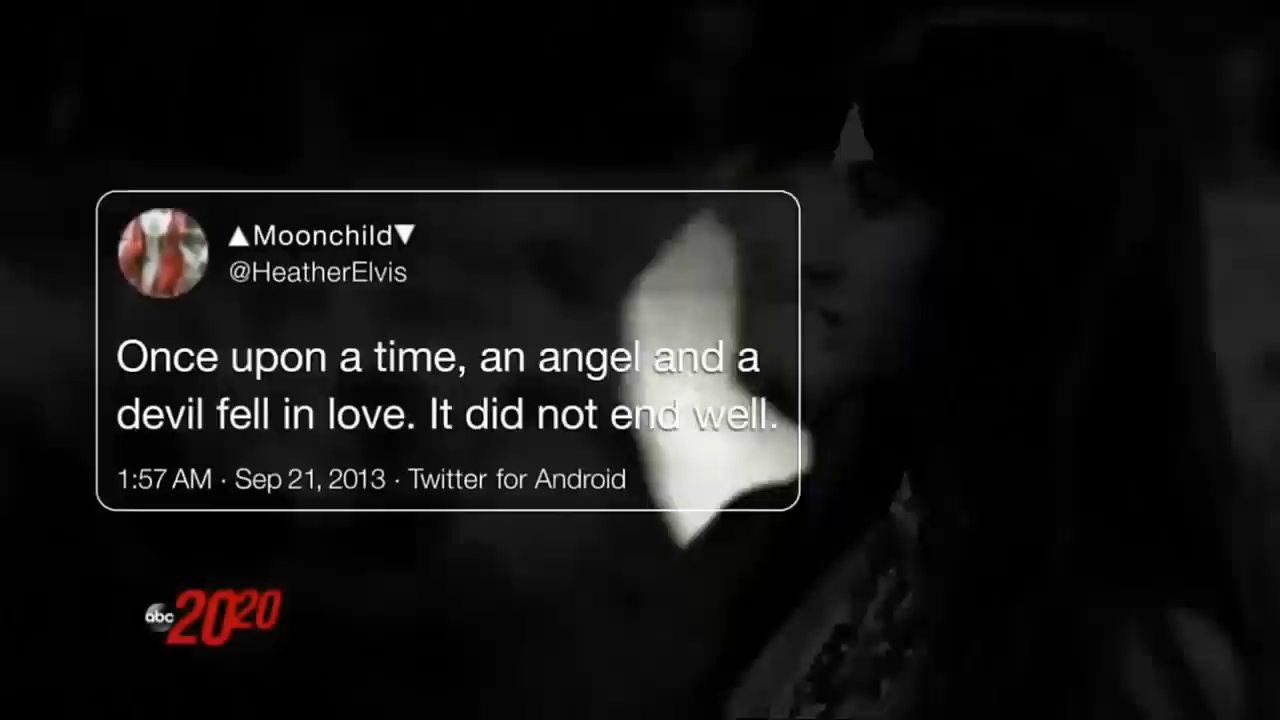 ▲Moonchild▼
@HeatherElvis
Once upon a time, an angel and a
devil fell in love. It did not end well.
1:57 AM · Sep 21, 2013 · Twitter for Android
abc 2020